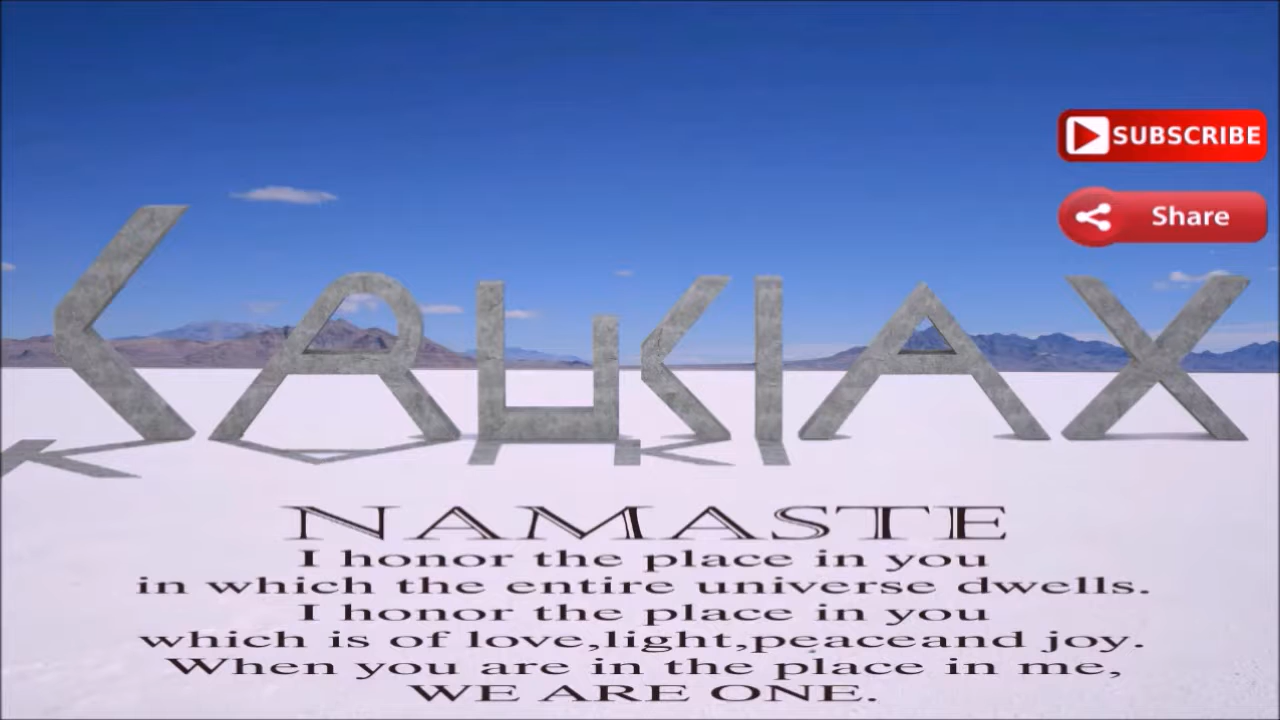 SUBSCRIBE
Share
NAMASTE
I honor the place in you
in which the entire universe dwells.
I honor the place in you
which is of love,light,peaceand joy.
When you are in the place in me,
WE ARE ONE.